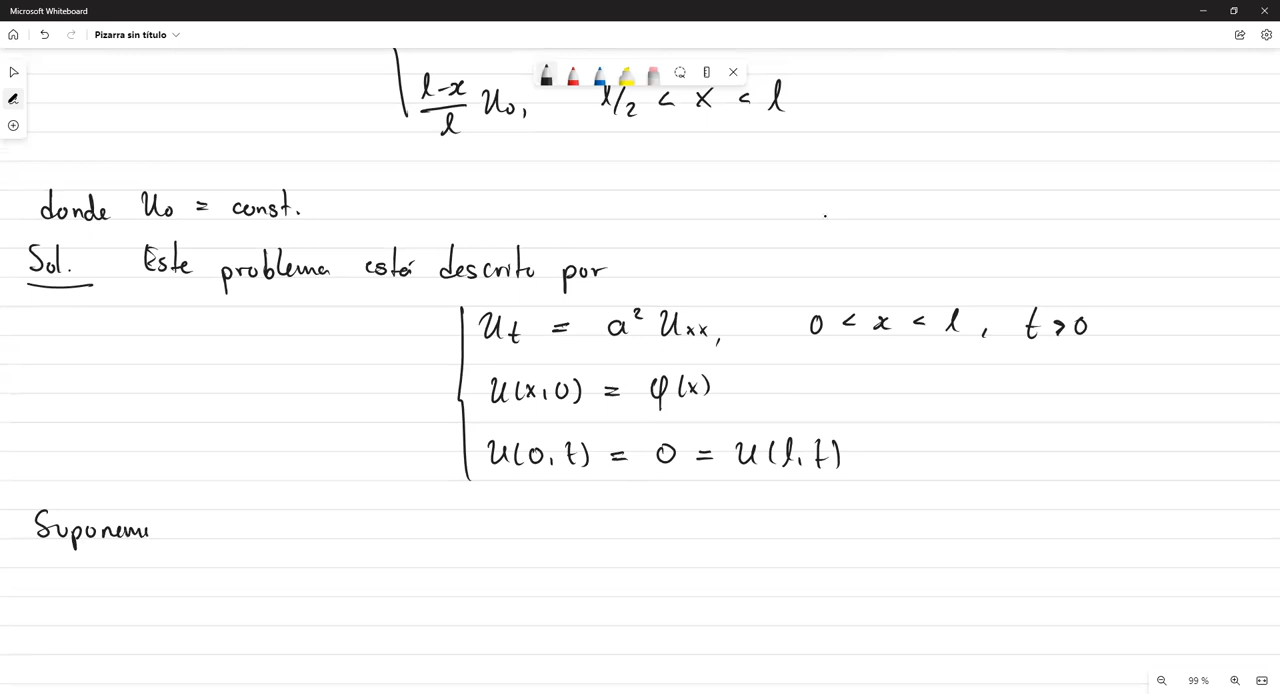 Microsoft Whiteboard
Pizarra sin título
(l-x)/l u₀, l/2 < x < l
donde u₀ = const.
Sol. Este problema está descrito por
u_t = a² u_xx, 0 < x < l, t > 0
u(x,0) = φ(x)
u(0,t) = 0 = u(l,t)
Suponemi
99 %